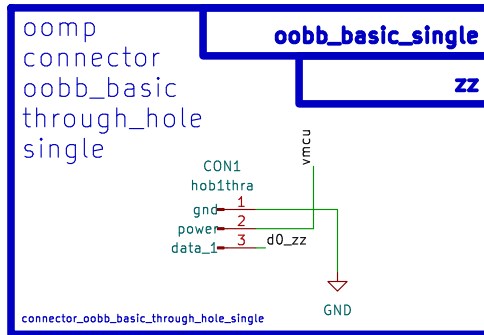 oomp
connector
oobb_basic
through_hole
single
oobb_basic_single
zz
vmcu
CON1
hob1thra
gnd 1
power 2
data_1 3
d0_zz
GND
connector_oobb_basic_through_hole_single